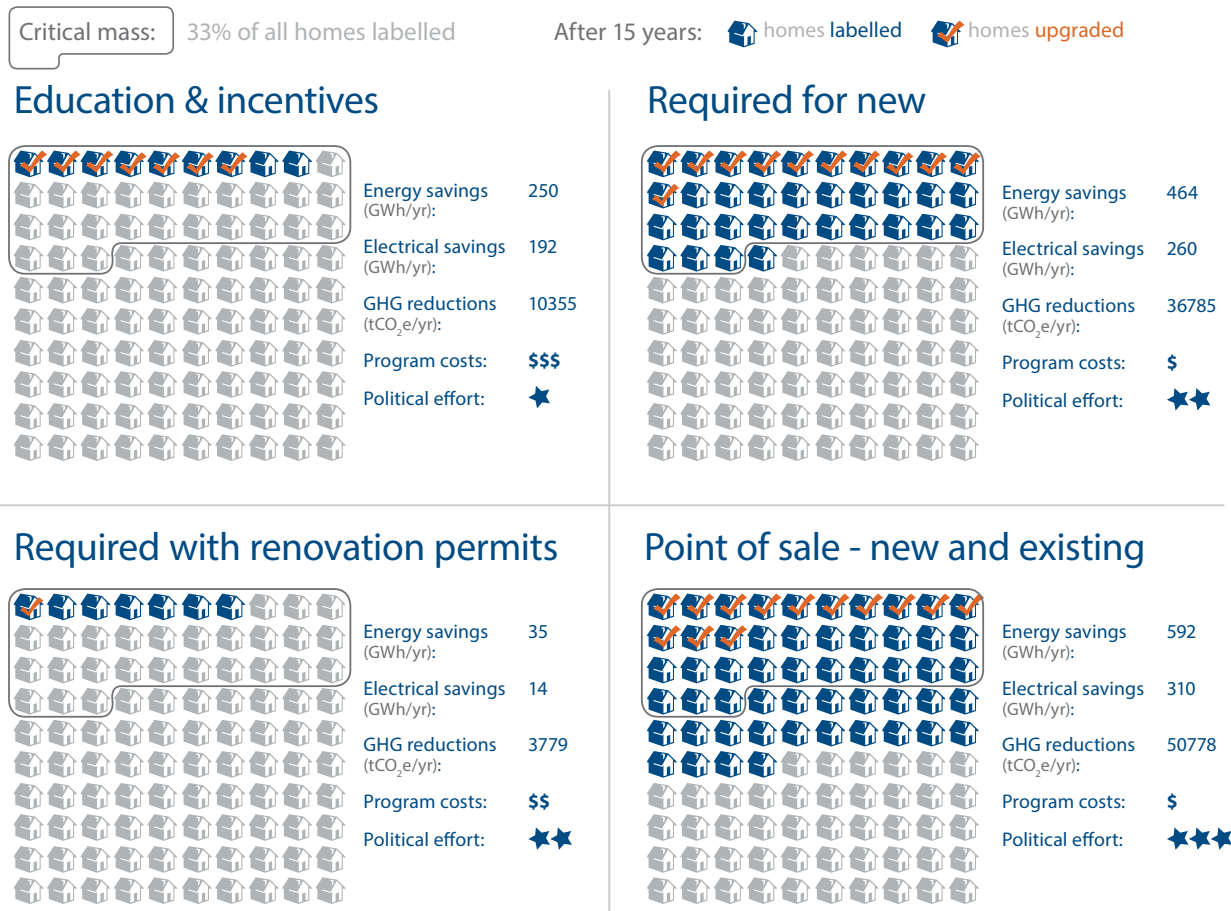 Critical mass: 33% of all homes labelled After 15 years: homes labelled homes upgraded
Education & incentives
Energy savings 250
(GWh/yr):
Electrical savings 192
(GWh/yr):
GHG reductions 10355
(tCO2e/yr):
Program costs: $$$
Political effort:
Required for new
Energy savings 464
(GWh/yr):
Electrical savings 260
(GWh/yr):
GHG reductions 36785
(tCO2e/yr):
Program costs: $
Political effort:
Required with renovation permits
Energy savings 35
(GWh/yr):
Electrical savings 14
(GWh/yr):
GHG reductions 3779
(tCO2e/yr):
Program costs: $$
Political effort:
Point of sale - new and existing
Energy savings 592
(GWh/yr):
Electrical savings 310
(GWh/yr):
GHG reductions 50778
(tCO2e/yr):
Program costs: $
Political effort: